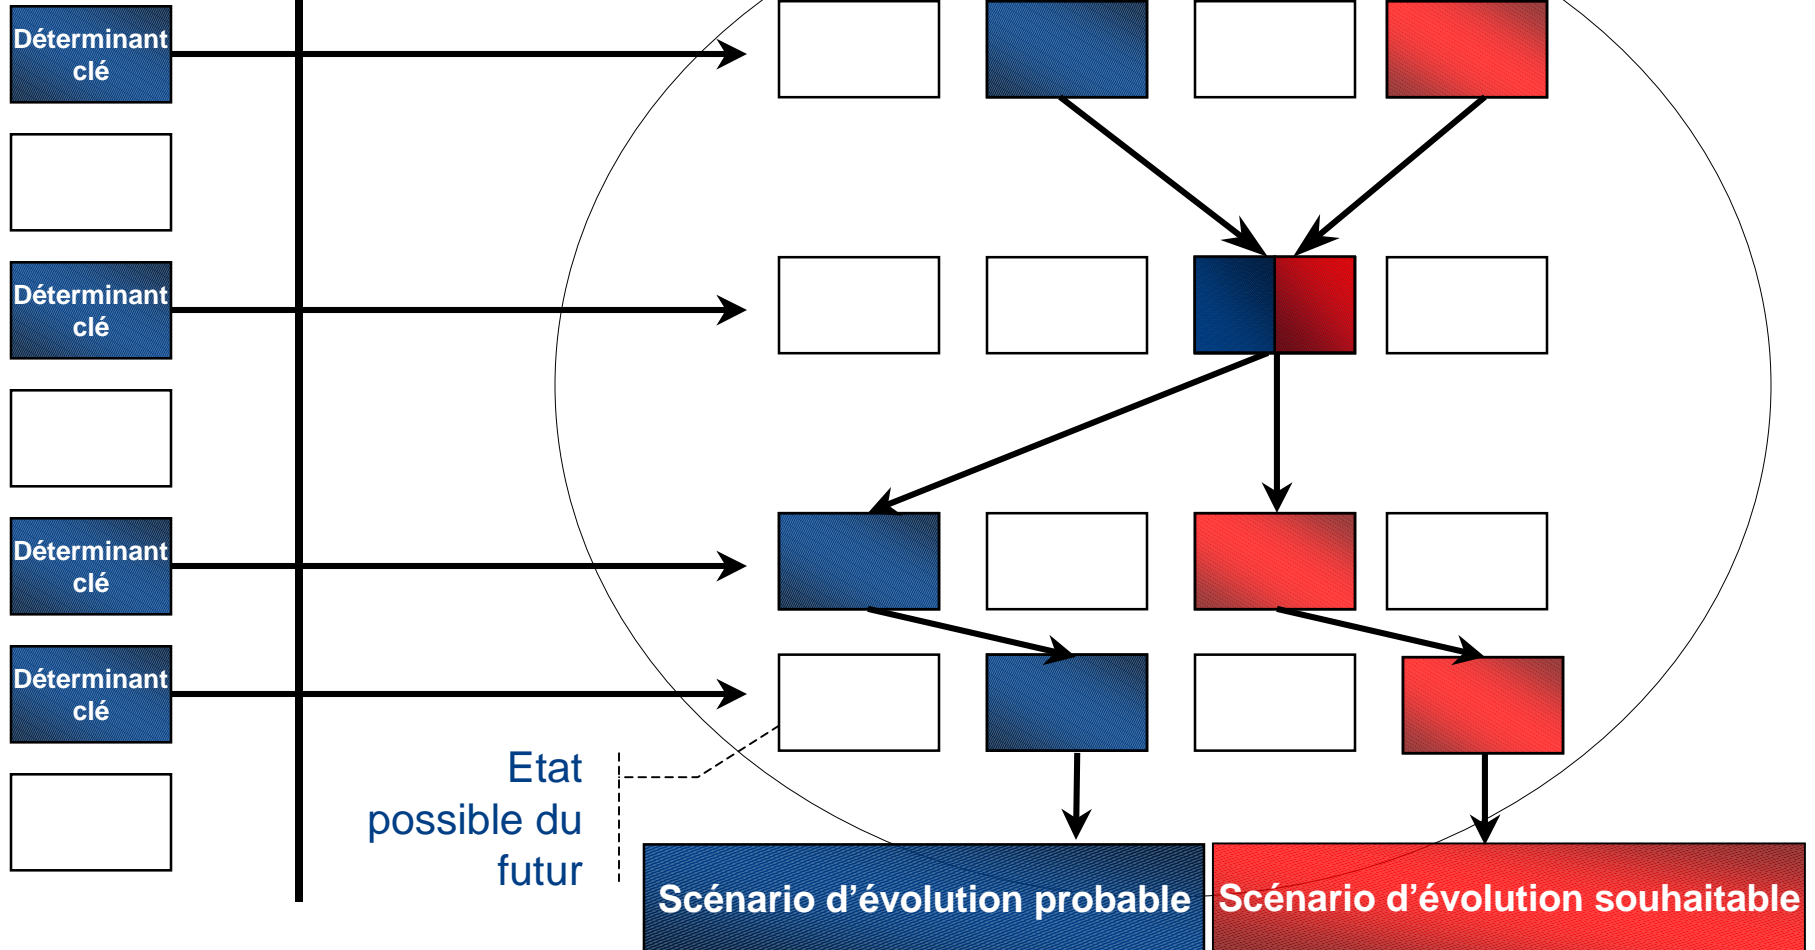 Déterminant
clé
Déterminant
clé
Déterminant
clé
Déterminant
clé
Etat
possible du
futur
Scénario d’évolution probable
Scénario d’évolution souhaitable